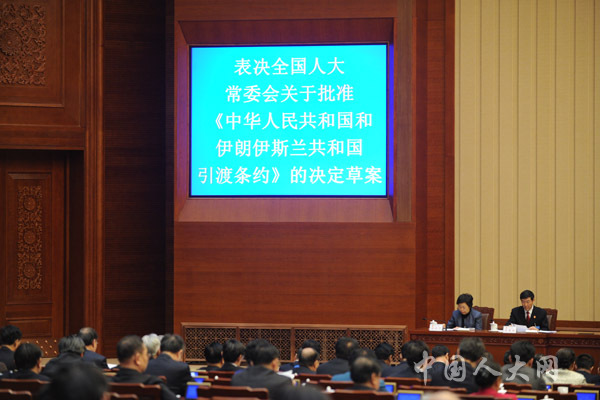 表决全国人大
常委会关于批准
《中华人民共和国和
伊朗伊斯兰共和国
引渡条约》的决定草案
中国人大网